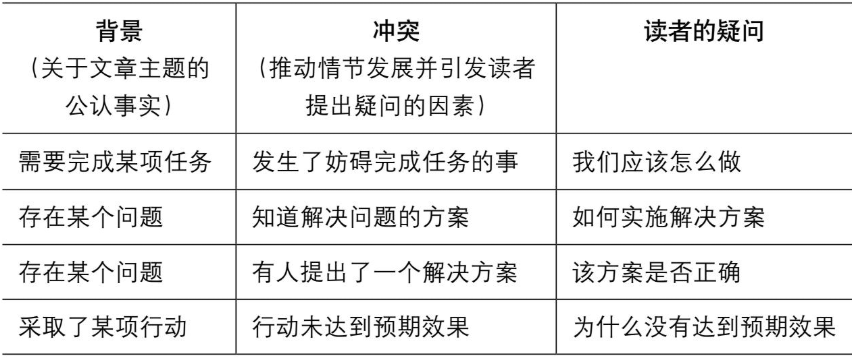 背景 冲突 读者的疑问
（关于文章主题的 （推动情节发展并引发读者
公认事实） 提出疑问的因素）
需要完成某项任务 发生了妨碍完成任务的事 我们应该怎么做
存在某个问题 知道解决问题的方案 如何实施解决方案
存在某个问题 有人提出了一个解决方案 该方案是否正确
采取了某项行动 行动未达到预期效果 为什么没有达到预期效果